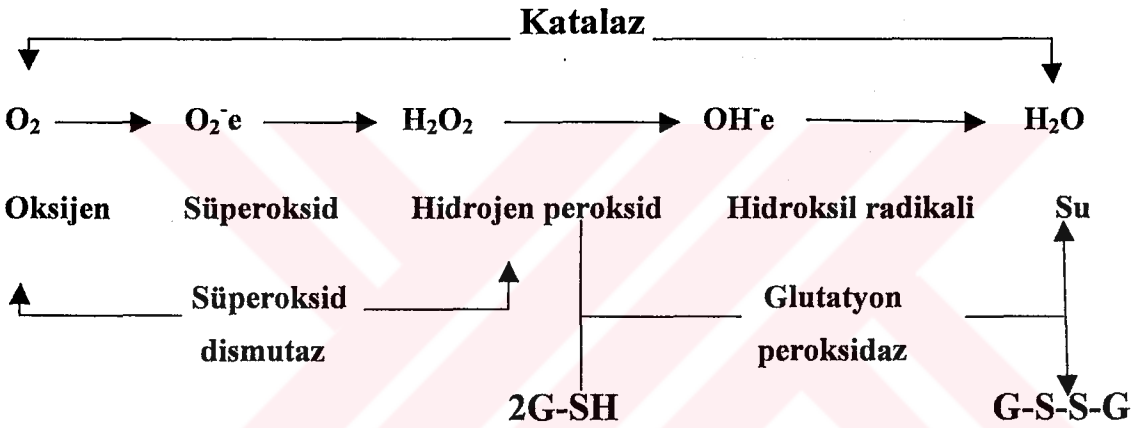 Katalaz
O₂ O₂⁻e H₂O₂ OH⁻e H₂O
Oksijen Süperoksid Hidrojen peroksid Hidroksil radikali Su
Süperoksid Glutatyon
dismutaz peroksidaz
2G-SH G-S-S-G